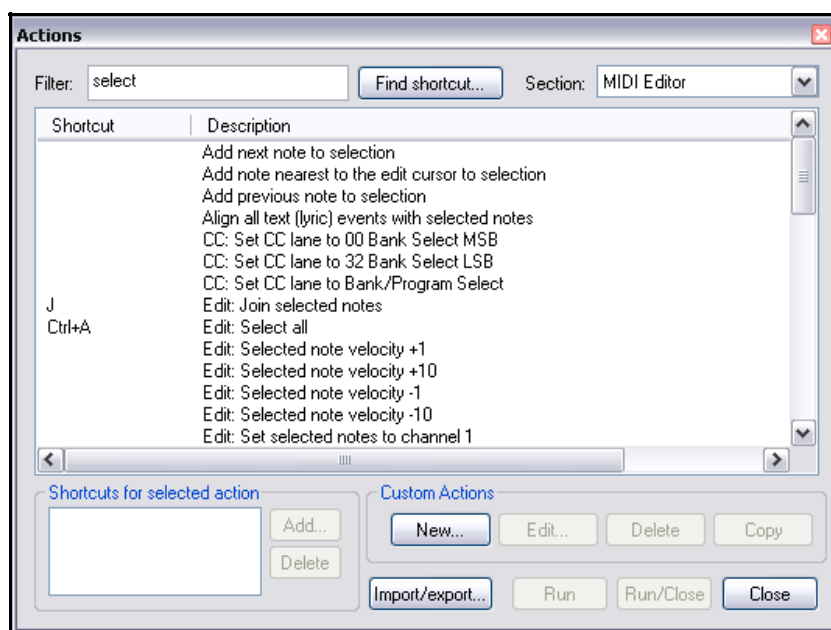 Actions
Filter: select Find shortcut... Section: MIDI Editor
Shortcut Description
Add next note to selection
Add note nearest to the edit cursor to selection
Add previous note to selection
Align all text (lyric) events with selected notes
CC: Set CC lane to 00 Bank Select MSB
CC: Set CC lane to 32 Bank Select LSB
CC: Set CC lane to Bank/Program Select
J Edit: Join selected notes
Ctrl+A Edit: Select all
Edit: Selected note velocity +1
Edit: Selected note velocity +10
Edit: Selected note velocity -1
Edit: Selected note velocity -10
Edit: Set selected notes to channel 1
Shortcuts for selected action Custom Actions
Add... New... Edit... Delete Copy
Delete
Import/export... Run Run/Close Close